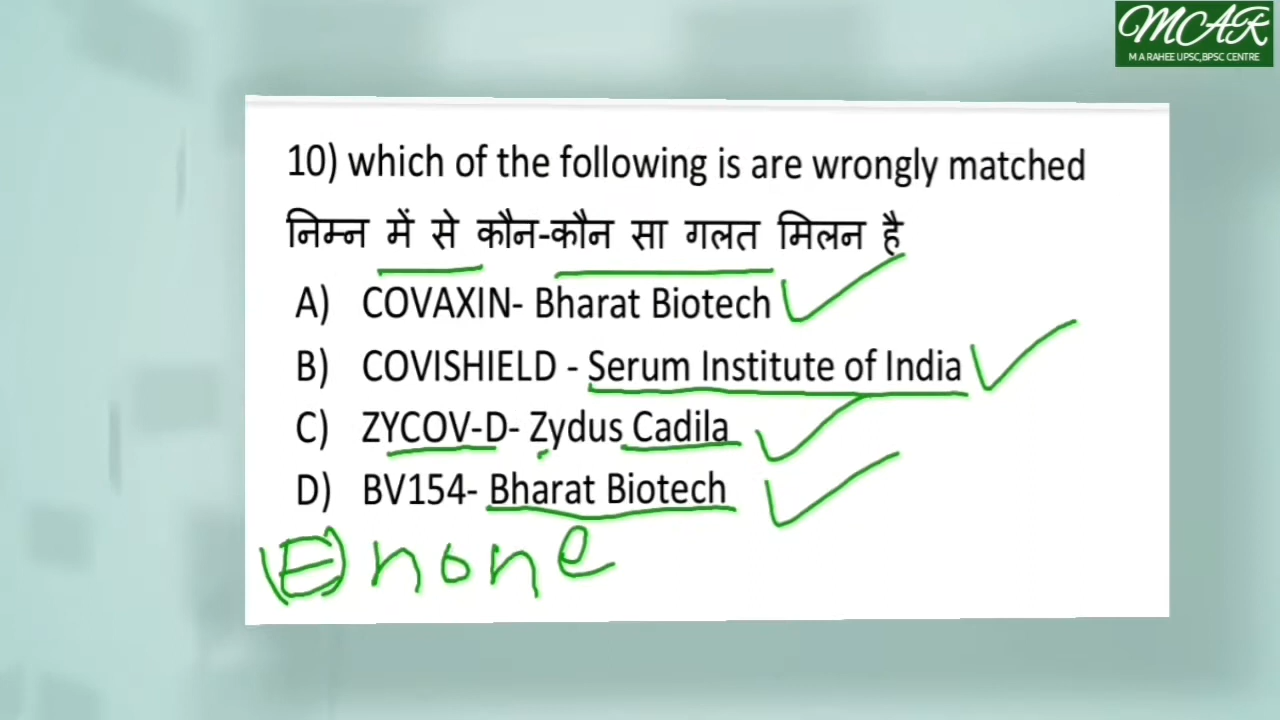 MCAR
M A RAHEE UPSC,BPSC CENTRE
10) which of the following is are wrongly matched
निम्न में से कौन-कौन सा गलत मिलन है
A) COVAXIN- Bharat Biotech
B) COVISHIELD - Serum Institute of India
C) ZYCOV-D- Zydus Cadila
D) BV154- Bharat Biotech
(E) none